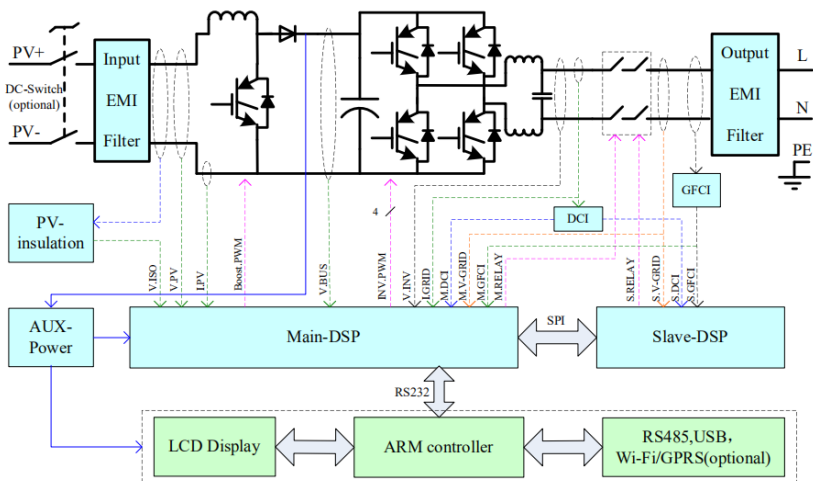 PV+
DC-Switch
(optional)
PV-
Input
EMI
Filter
Output
EMI
Filter
L
N
PE
GFCI
DCI
PV-
insulation
4
V.ISO
V.PV
I.PV
Boost.PWM
V.BUS
INV.PWM
V.INV
I.GRID
M.DCI
M.V-GRID
M.GFCI
M.RELAY
S.RELAY
S.V-GRID
S.DCI
S.GFCI
AUX-
Power
Main-DSP
SPI
Slave-DSP
RS232
LCD Display
ARM controller
RS485,USB，
Wi-Fi/GPRS(optional)